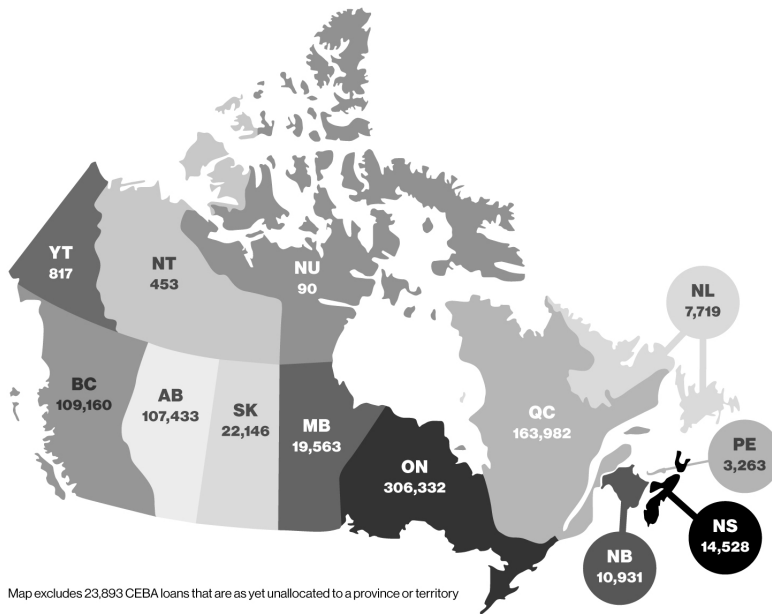 YT
817
NT
453
NU
90
NL
7,719
BC
109,160
AB
107,433
SK
22,146
MB
19,563
ON
306,332
QC
163,982
PE
3,263
NS
14,528
NB
10,931
Map excludes 23,893 CEBA loans that are as yet unallocated to a province or territory